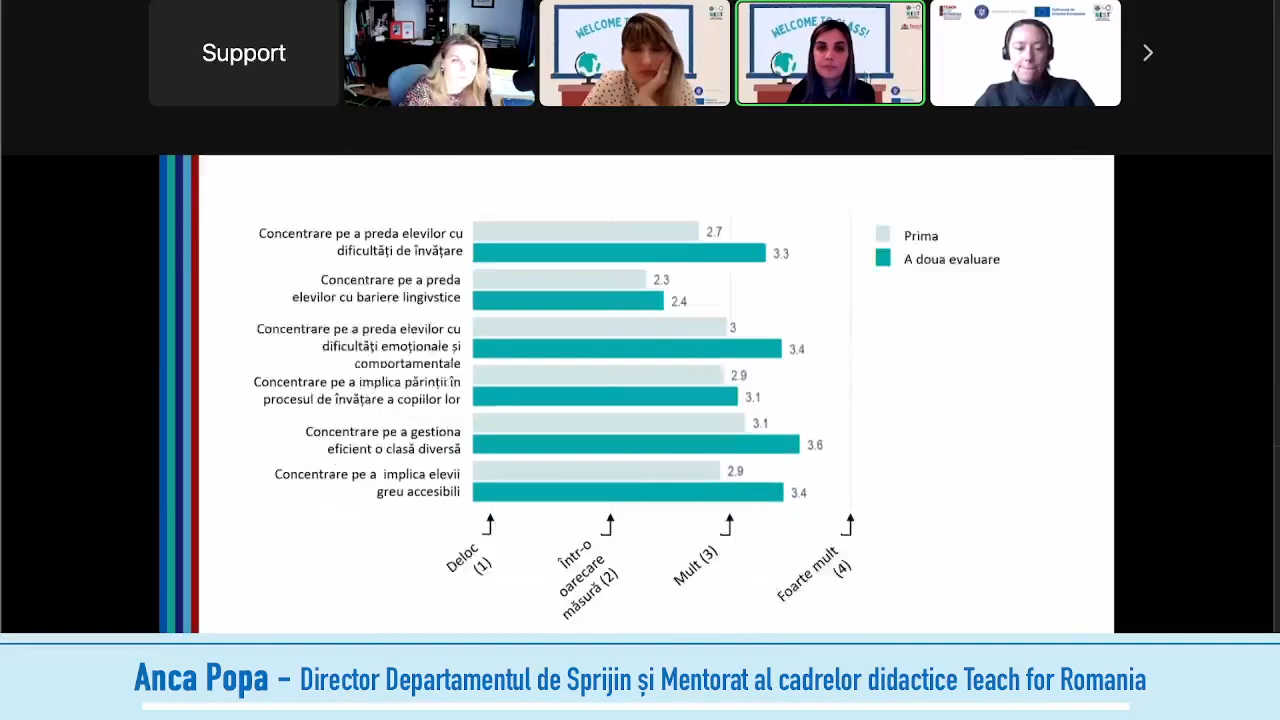 Support
WELCOME TO
WELCOME TO CLASS!
Concentrare pe a preda elevilor cu
dificultăți de învățare
2.7
3.3
Concentrare pe a preda
elevilor cu bariere lingivstice
2.3
2.4
Concentrare pe a preda elevilor cu
dificultăți emoționale și
comportamentale
3
3.4
Concentrare pe a implica părinții în
procesul de învățare a copiilor lor
2.9
3.1
Concentrare pe a gestiona
eficient o clasă diversă
3.1
3.6
Concentrare pe a  implica elevii
greu accesibili
2.9
3.4
Prima
A doua evaluare
Deloc
(1)
Într-o
oarecare
măsură (2)
Mult (3)
Foarte mult
(4)
Anca Popa – Director Departamentul de Sprijin și Mentorat al cadrelor didactice Teach for Romania